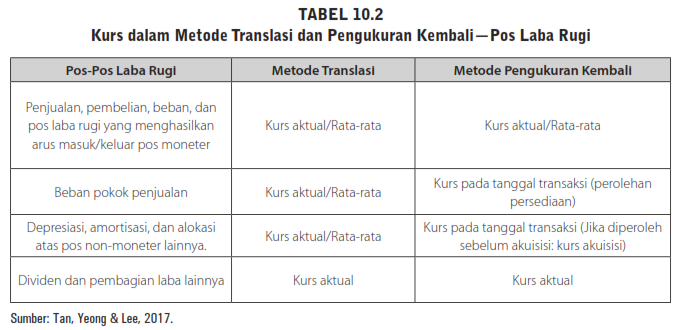 TABEL 10.2
Kurs dalam Metode Translasi dan Pengukuran Kembali—Pos Laba Rugi
Pos-Pos Laba Rugi
Metode Translasi
Metode Pengukuran Kembali
Penjualan, pembelian, beban, dan
pos laba rugi yang menghasilkan
arus masuk/keluar pos moneter
Kurs aktual/Rata-rata
Kurs aktual/Rata-rata
Beban pokok penjualan
Kurs aktual/Rata-rata
Kurs pada tanggal transaksi (perolehan
persediaan)
Depresiasi, amortisasi, dan alokasi
atas pos non-moneter lainnya.
Kurs aktual/Rata-rata
Kurs pada tanggal transaksi (Jika diperoleh
sebelum akuisisi: kurs akuisisi)
Dividen dan pembagian laba lainnya
Kurs aktual
Kurs aktual
Sumber: Tan, Yeong & Lee, 2017.